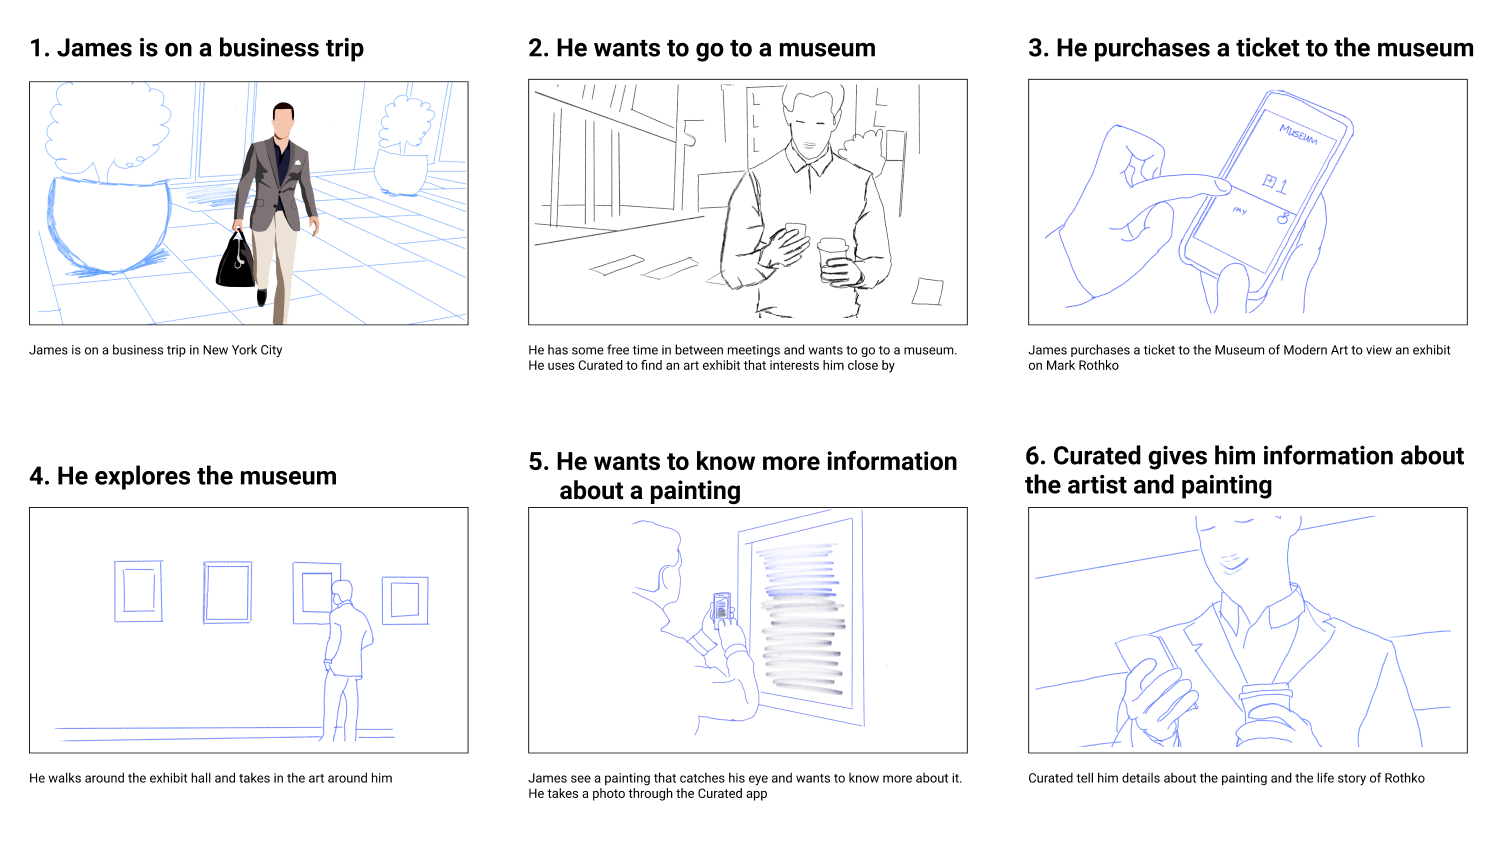 1. James is on a business trip
James is on a business trip in New York City
2. He wants to go to a museum
He has some free time in between meetings and wants to go to a museum.
He uses Curated to find an art exhibit that interests him close by
3. He purchases a ticket to the museum
MUSEUM
1
PAY
James purchases a ticket to the Museum of Modern Art to view an exhibit
on Mark Rothko
4. He explores the museum
He walks around the exhibit hall and takes in the art around him
5. He wants to know more information
about a painting
James see a painting that catches his eye and wants to know more about it.
He takes a photo through the Curated app
6. Curated gives him information about
the artist and painting
Curated tell him details about the painting and the life story of Rothko